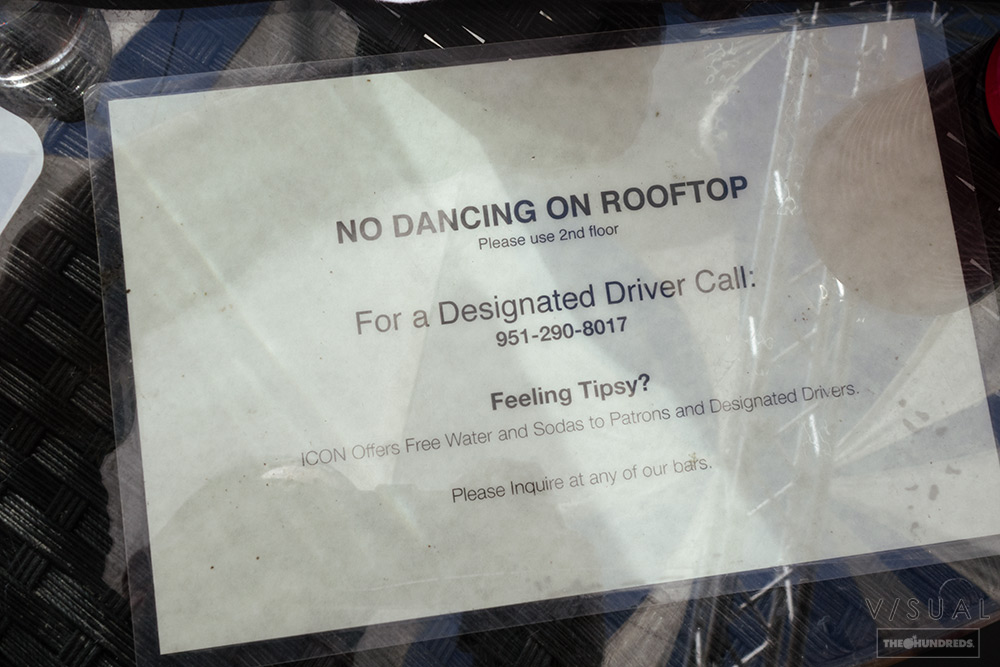 NO DANCING ON ROOFTOP
Please use 2nd floor
For a Designated Driver Call:
951-290-8017
Feeling Tipsy?
ICON Offers Free Water and Sodas to Patrons and Designated Drivers.
Please Inquire at any of our bars.
V/SUAL
THE HUNDREDS.